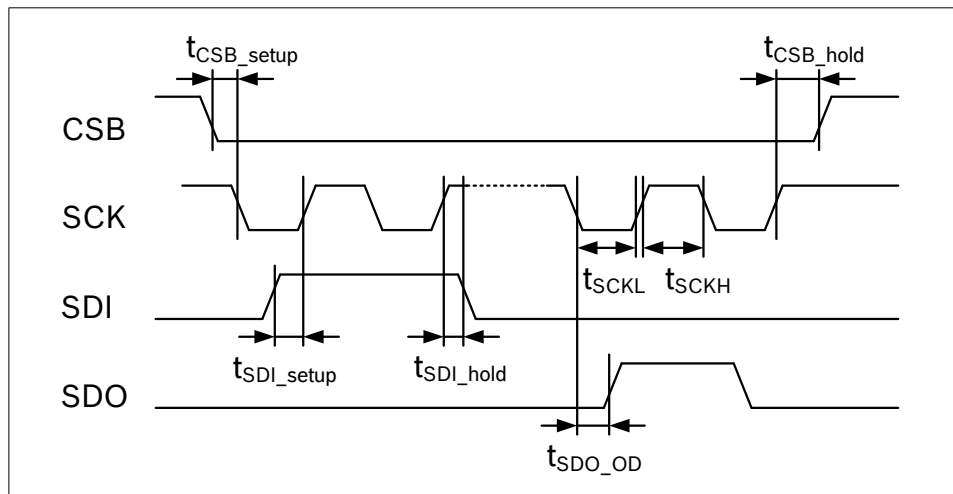 tCSB_setup
tCSB_hold
CSB
SCK
tSCKL
tSCKH
SDI
tSDI_setup
tSDI_hold
SDO
tSDO_OD